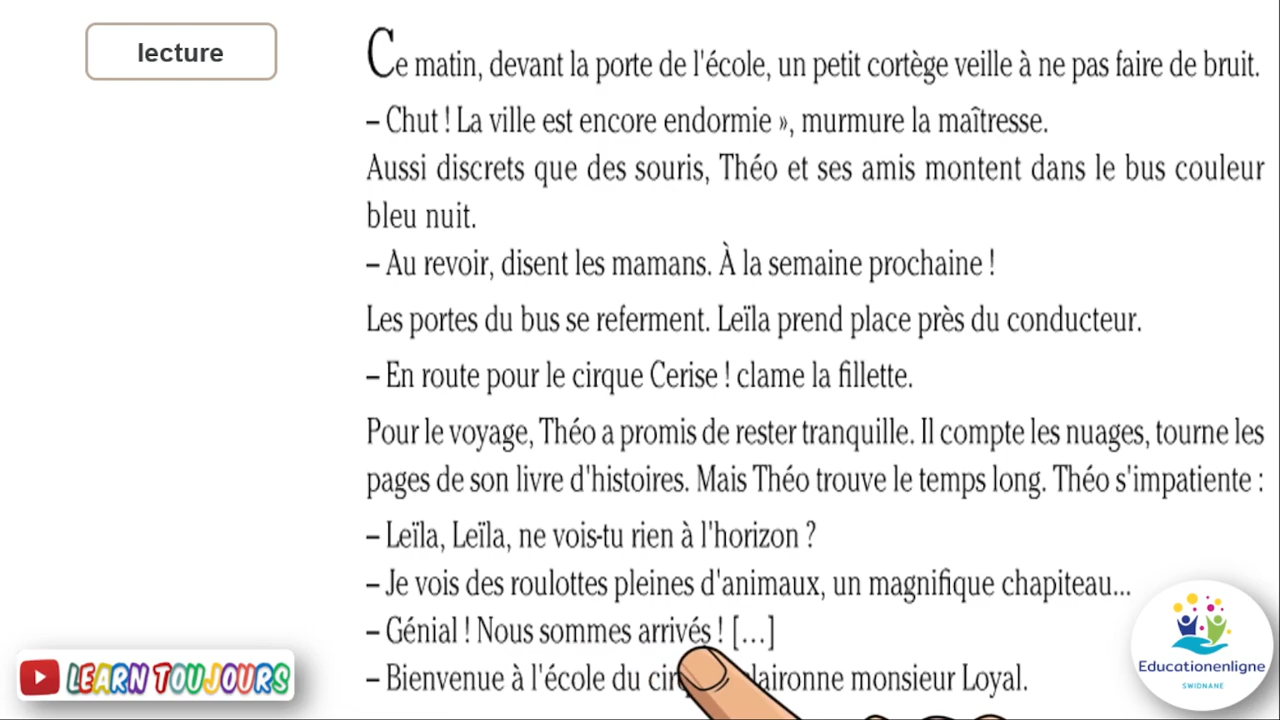 lecture
Ce matin, devant la porte de l'école, un petit cortège veille à ne pas faire de bruit.
– Chut ! La ville est encore endormie », murmure la maîtresse.
Aussi discrets que des souris, Théo et ses amis montent dans le bus couleur
bleu nuit.
– Au revoir, disent les mamans. À la semaine prochaine !
Les portes du bus se referment. Leïla prend place près du conducteur.
– En route pour le cirque Cerise ! clame la fillette.
Pour le voyage, Théo a promis de rester tranquille. Il compte les nuages, tourne les
pages de son livre d'histoires. Mais Théo trouve le temps long. Théo s'impatiente :
– Leïla, Leïla, ne vois-tu rien à l'horizon ?
– Je vois des roulottes pleines d'animaux, un magnifique chapiteau...
– Génial ! Nous sommes arrivés ! [...]
– Bienvenue à l'école du monsieur Loyal.
LEARN TOUJOURS
Educationenligne
SWIDNANE